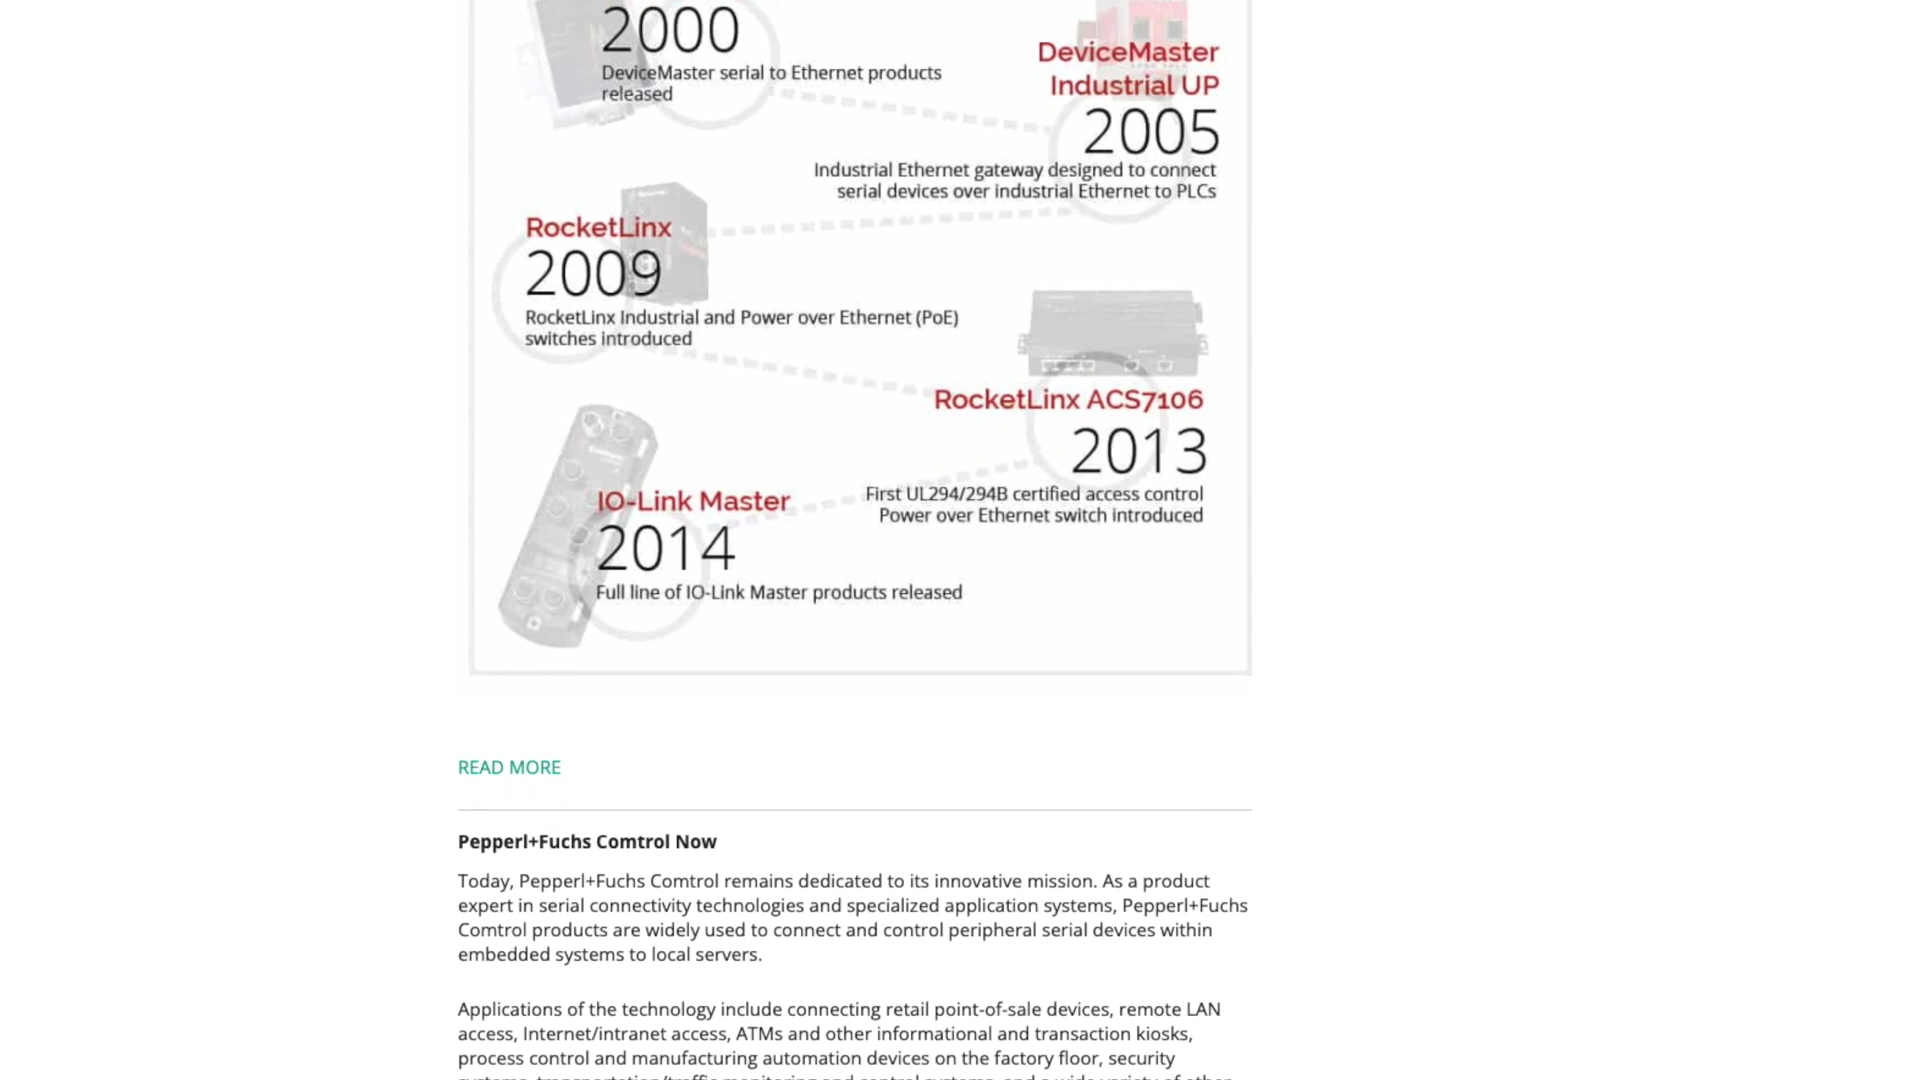 2000
DeviceMaster serial to Ethernet products
released
DeviceMaster
Industrial UP
2005
Industrial Ethernet gateway designed to connect
serial devices over industrial Ethernet to PLCs
RocketLinx
2009
RocketLinx Industrial and Power over Ethernet (PoE)
switches introduced
RocketLinx ACS7106
2013
First UL294/294B certified access control
Power over Ethernet switch introduced
IO-Link Master
2014
Full line of IO-Link Master products released
READ MORE
Pepperl+Fuchs Comtrol Now
Today, Pepperl+Fuchs Comtrol remains dedicated to its innovative mission. As a product
expert in serial connectivity technologies and specialized application systems, Pepperl+Fuchs
Comtrol products are widely used to connect and control peripheral serial devices within
embedded systems to local servers.
Applications of the technology include connecting retail point-of-sale devices, remote LAN
access, Internet/intranet access, ATMs and other informational and transaction kiosks,
process control and manufacturing automation devices on the factory floor, security